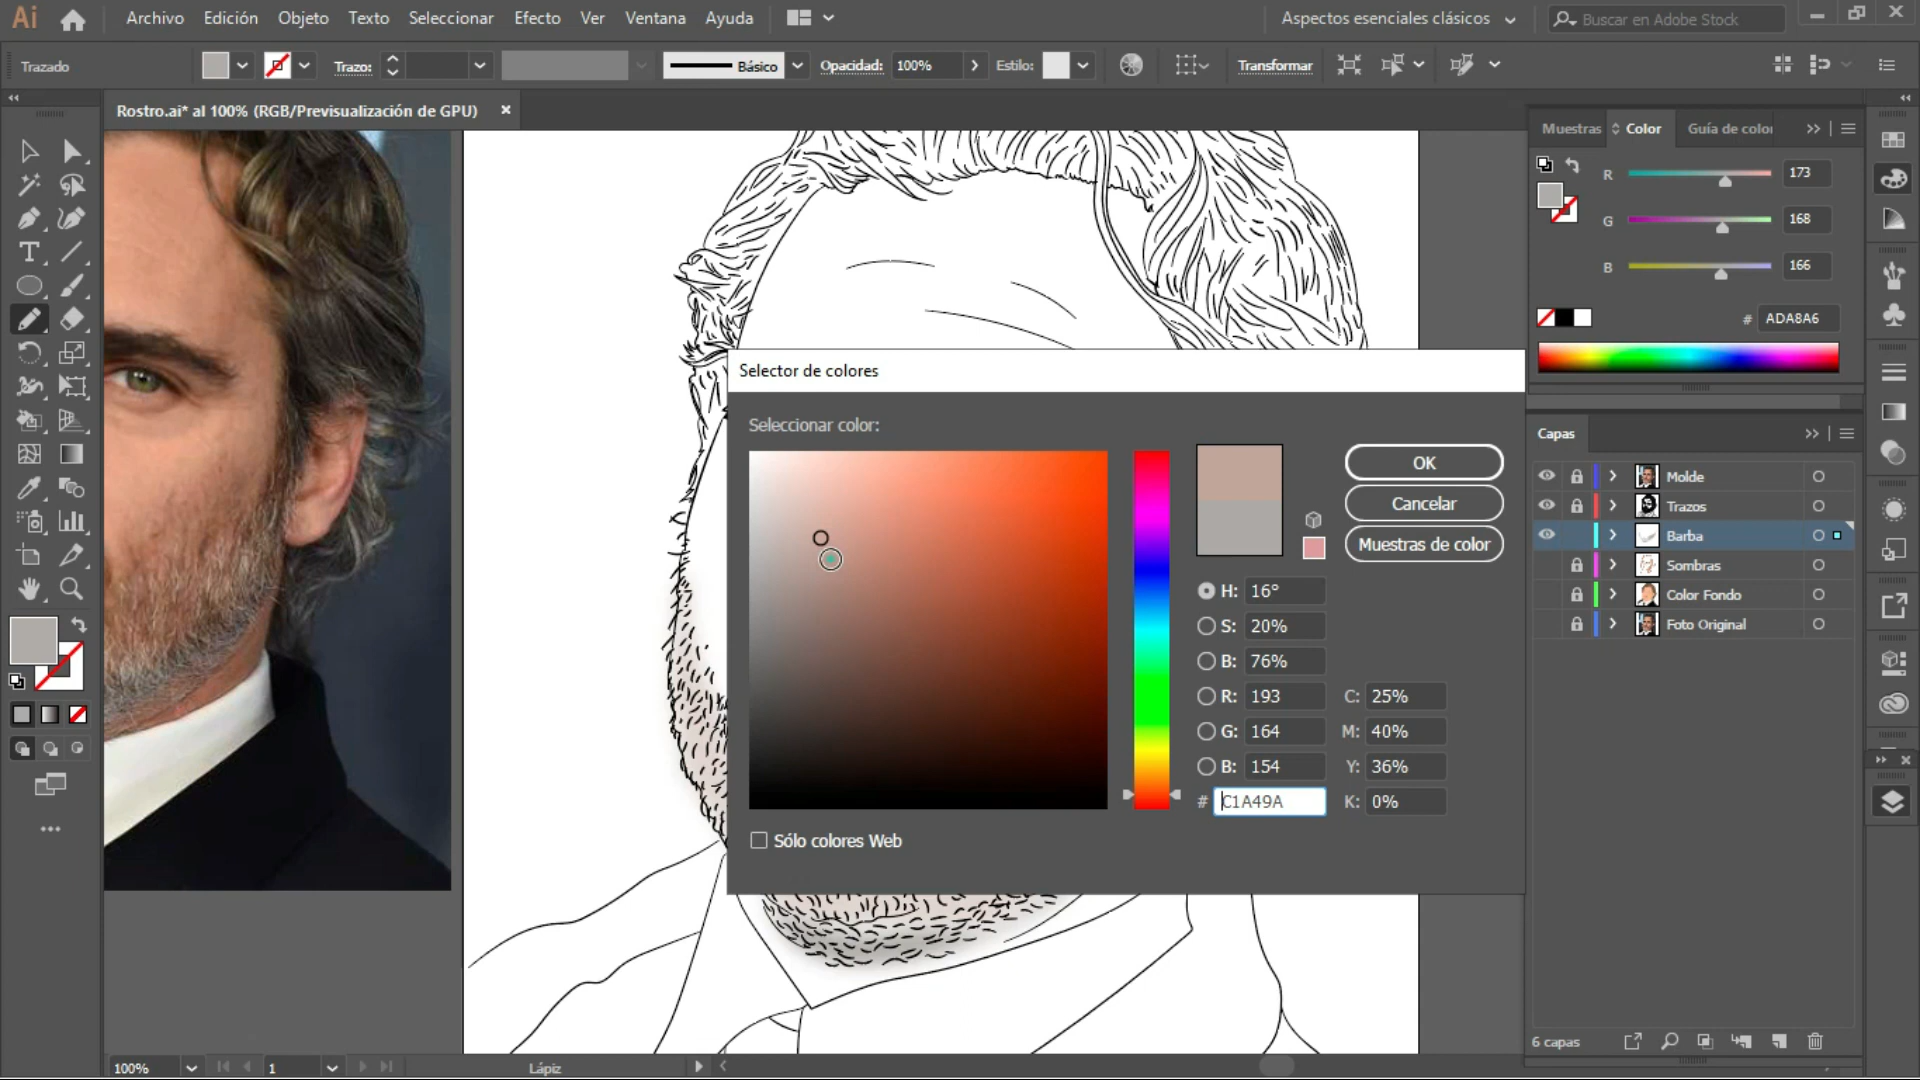 Ai Archivo Edición Objeto Texto Seleccionar Efecto Ver Ventana Ayuda Aspectos esenciales clásicos Buscar en Adobe Stock
Trazado Trazo: Básico Opacidad: 100% Estilo: Transformar
Rostro.ai* al 100% (RGB/Previsualización de GPU)
Muestras Color Guía de color
R 173
G 168
B 166
# ADA8A6
Selector de colores
Seleccionar color:
OK
Cancelar
Muestras de color
H: 16°
S: 20%
B: 76%
R: 193 C: 25%
G: 164 M: 40%
B: 154 Y: 36%
# C1A49A K: 0%
Sólo colores Web
Capas
Molde
Trazos
Barba
Sombras
Color Fondo
Foto Original
6 capas
100% 1 Lápiz